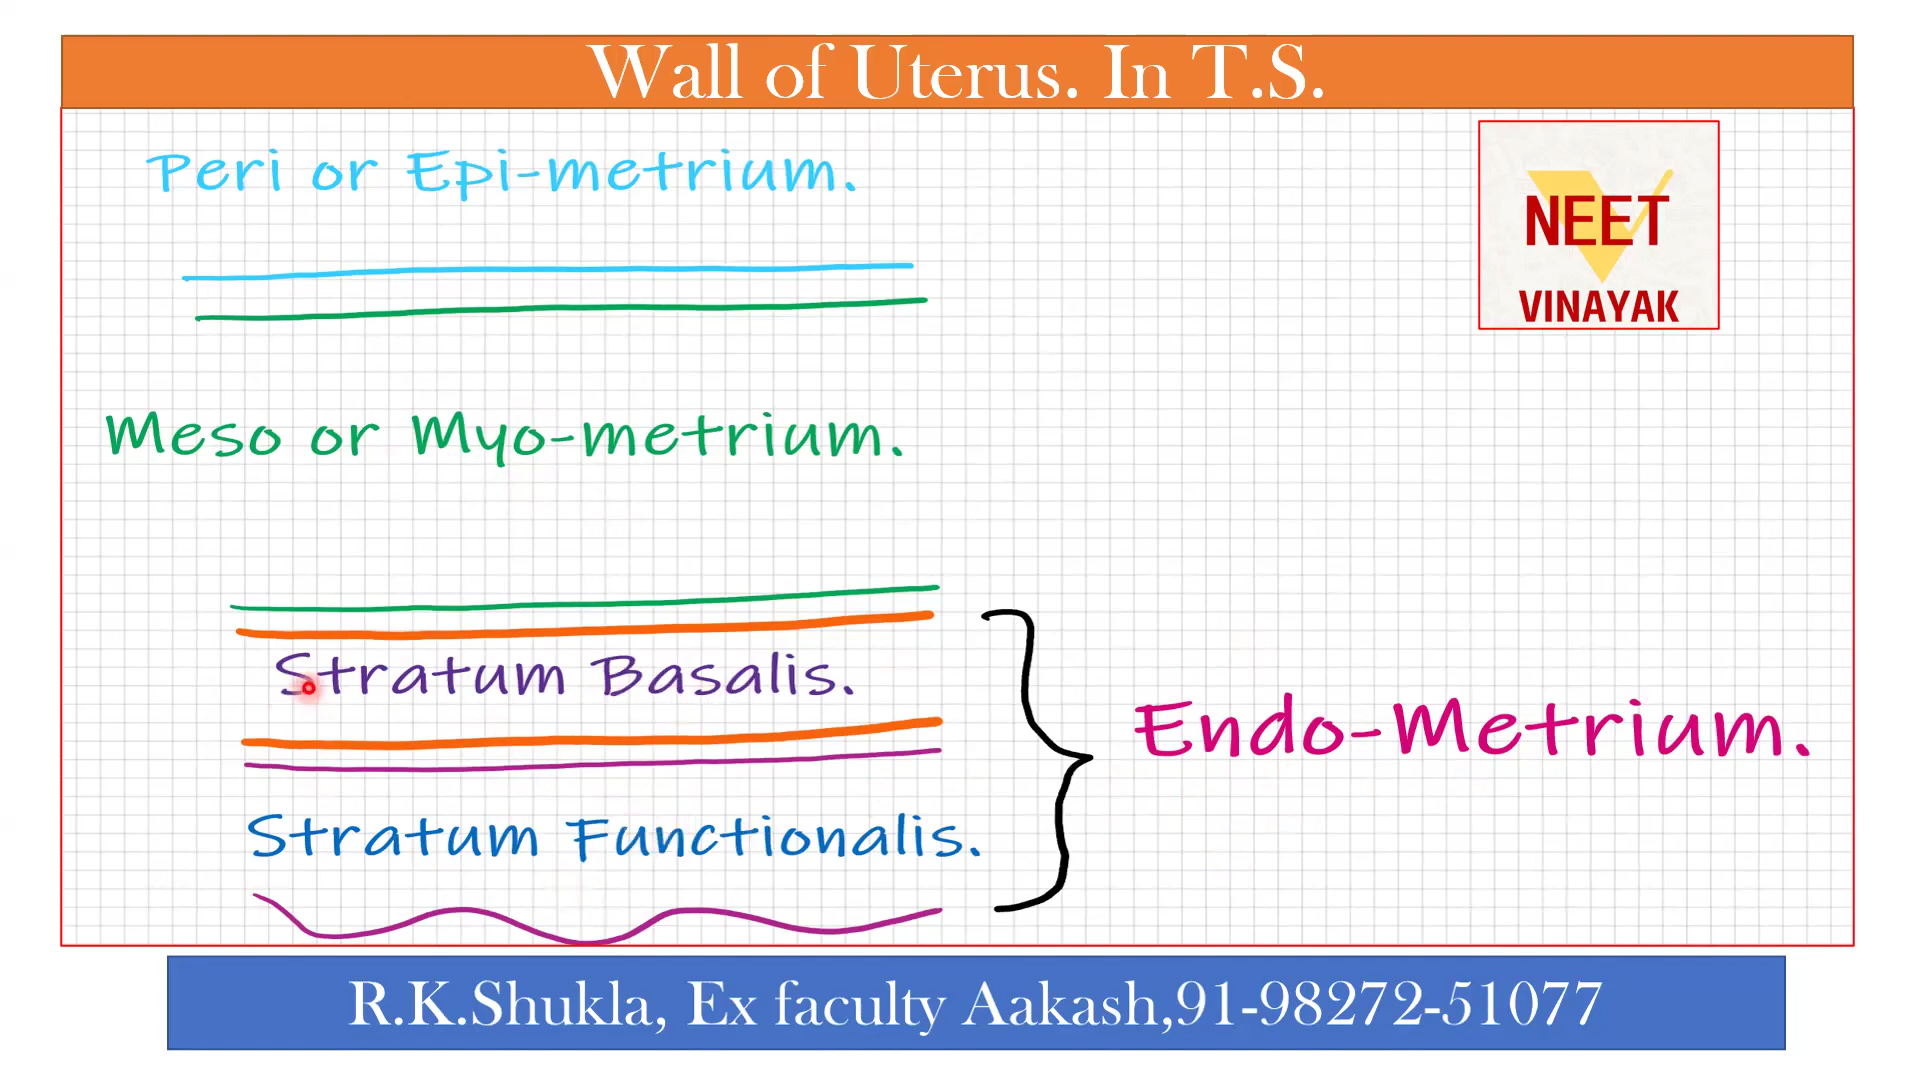 Wall of Uterus. In T.S.
Peri or Epi-metrium.
NEET
VINAYAK
Meso or Myo-metrium.
Stratum Basalis.
Endo-Metrium.
Stratum Functionalis.
R.K.Shukla, Ex faculty Aakash,91-98272-51077